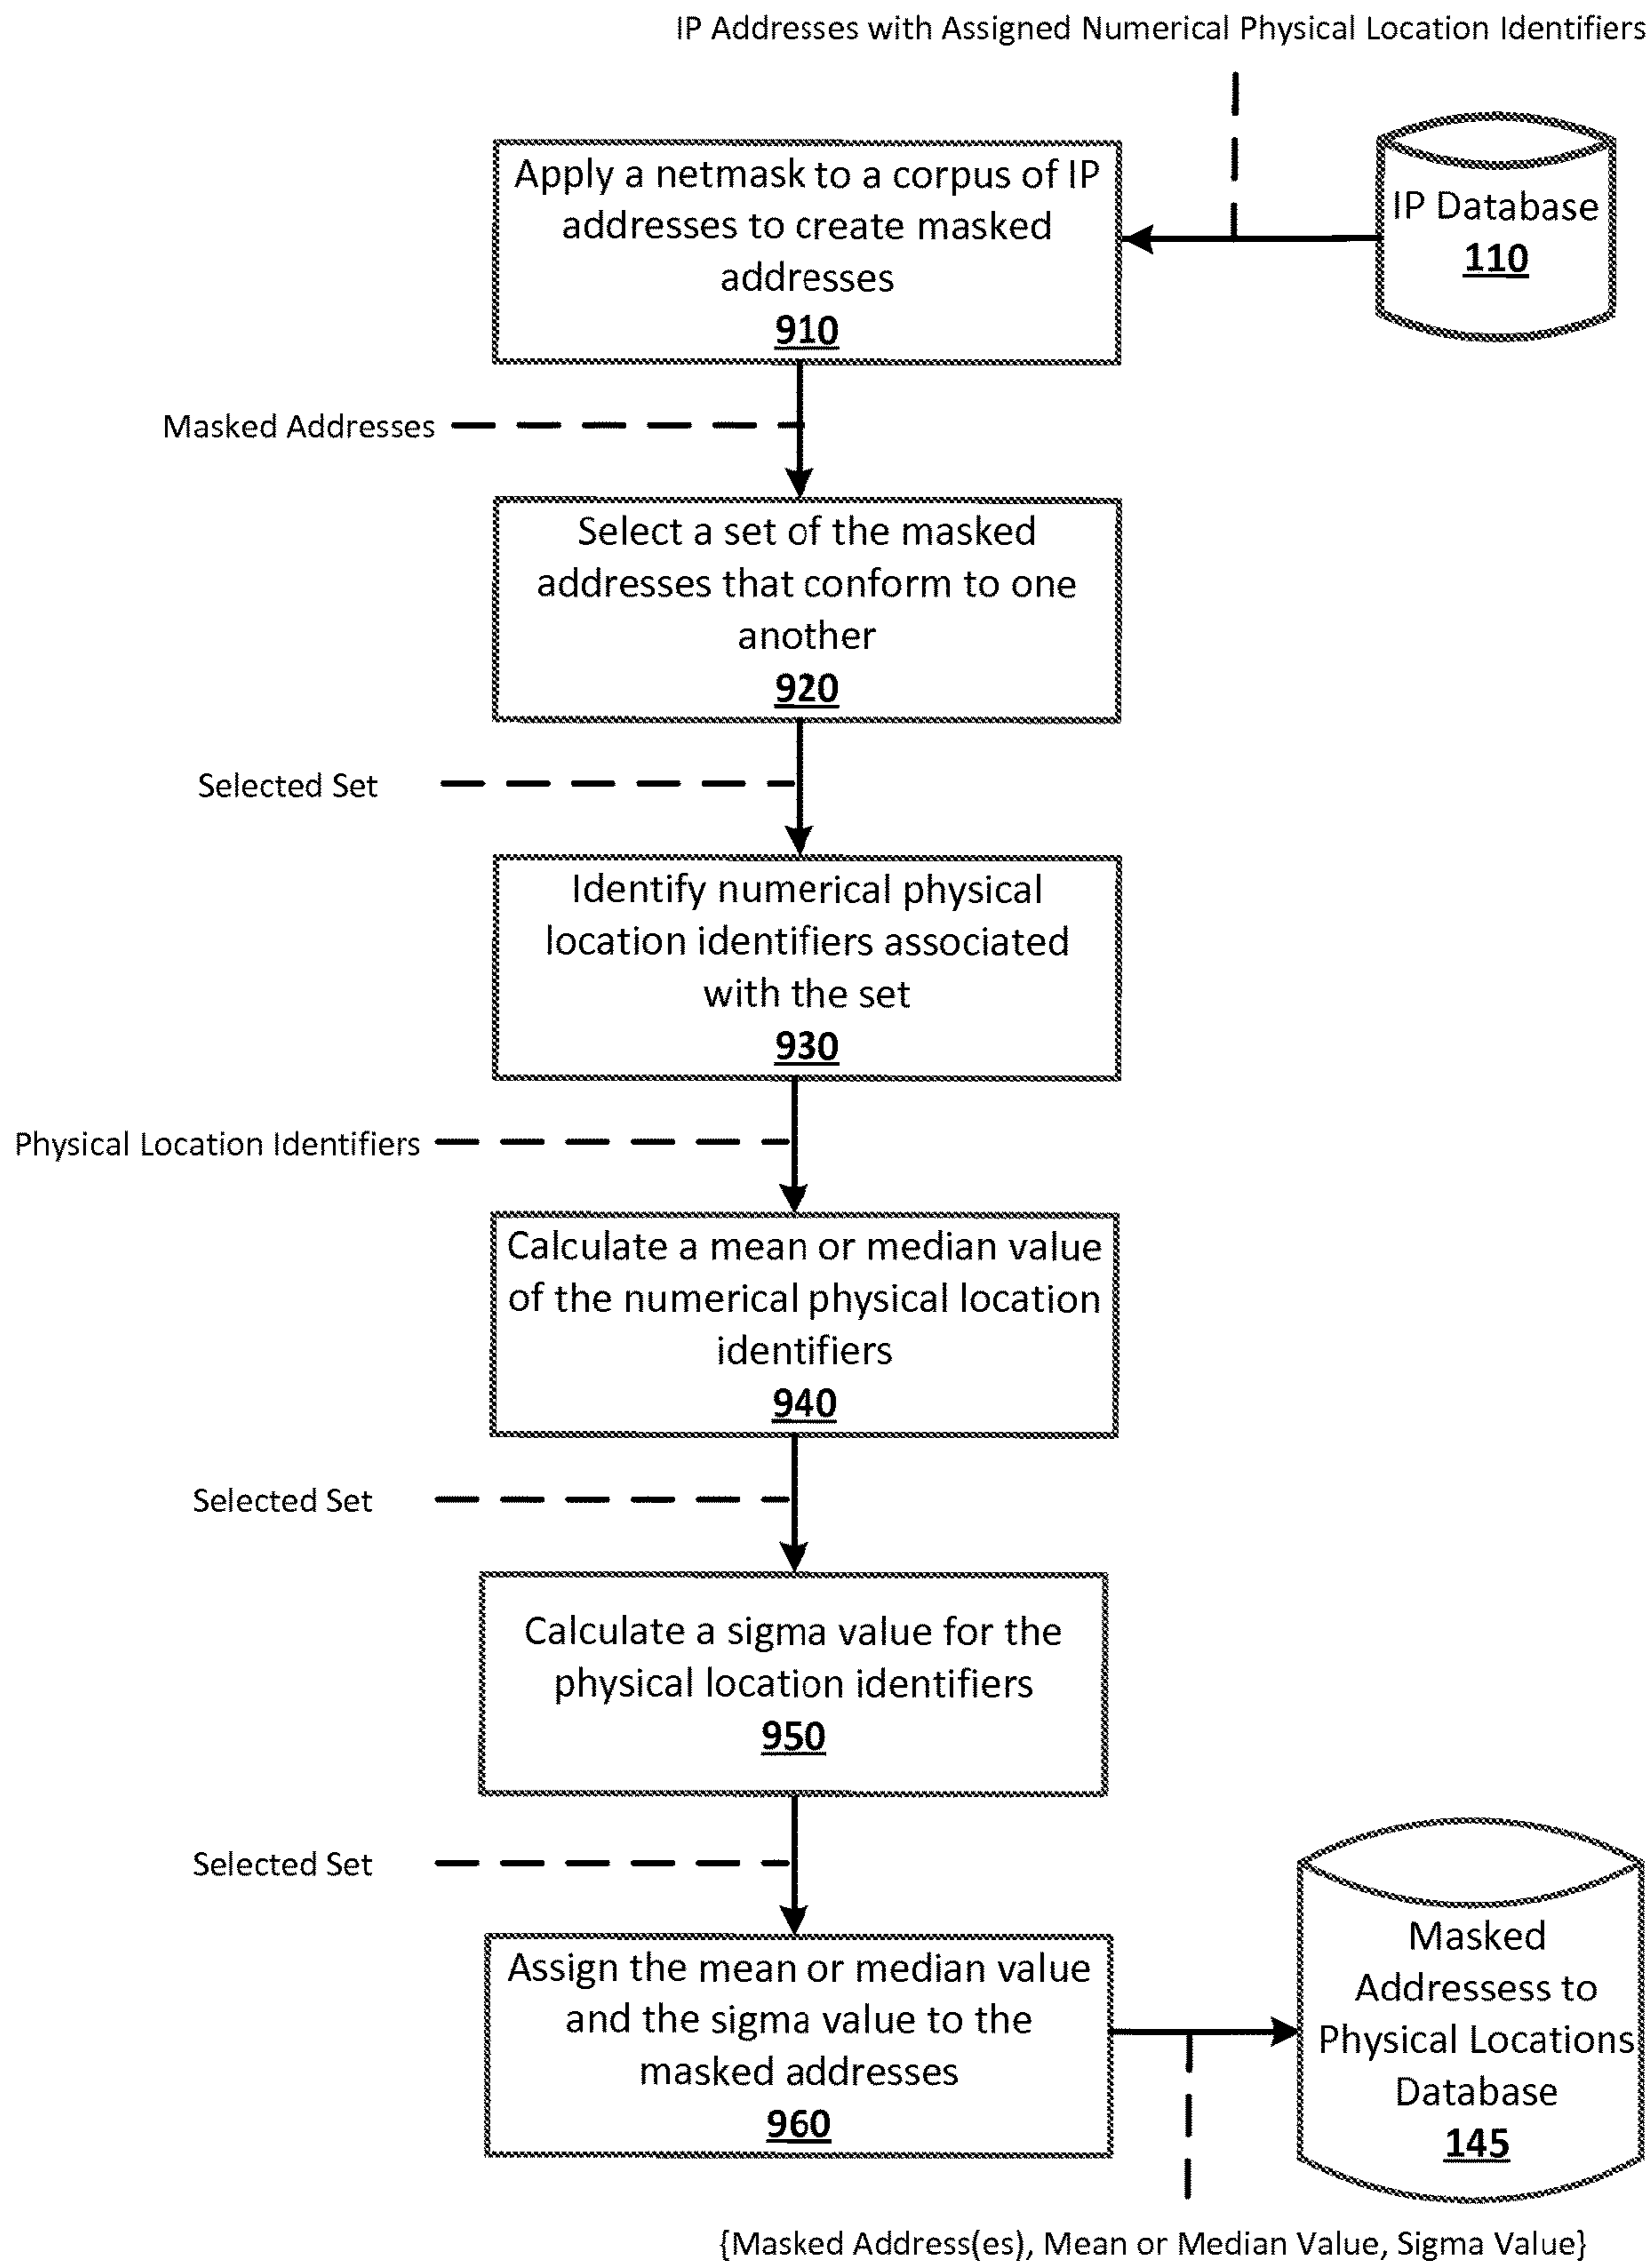 IP Addresses with Assigned Numerical Physical Location Identifiers
Apply a netmask to a corpus of IP
addresses to create masked
addresses
910
IP Database
110
Masked Addresses
Select a set of the masked
addresses that conform to one
another
920
Selected Set
Identify numerical physical
location identifiers associated
with the set
930
Physical Location Identifiers
Calculate a mean or median value
of the numerical physical location
identifiers
940
Selected Set
Calculate a sigma value for the
physical location identifiers
950
Selected Set
Assign the mean or median value
and the sigma value to the
masked addresses
960
Masked
Addressess to
Physical Locations
Database
145
{Masked Address(es), Mean or Median Value, Sigma Value}